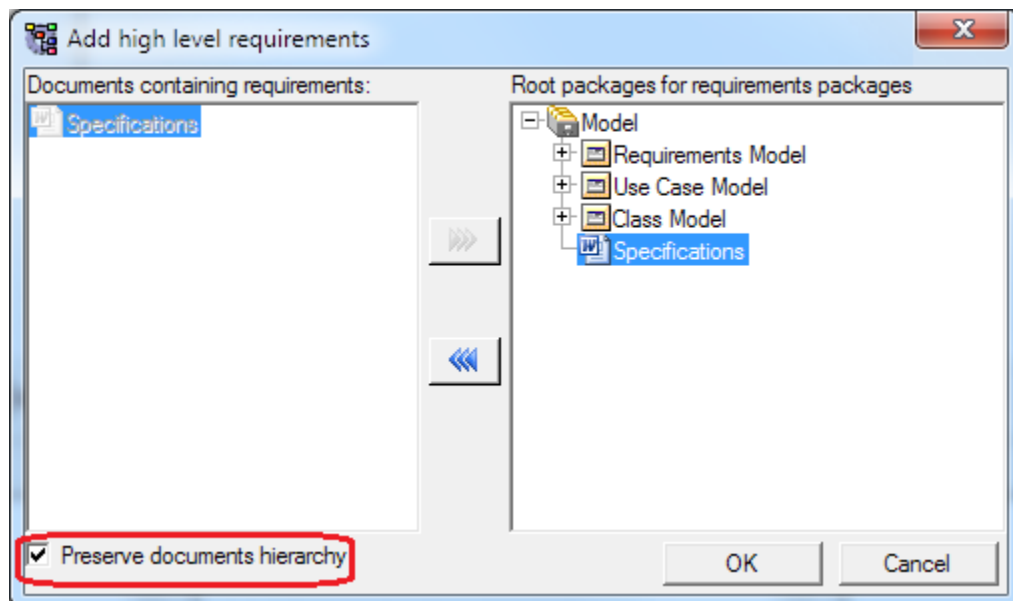 Add high level requirements
Documents containing requirements:
Specifications
Root packages for requirements packages
Model
Requirements Model
Use Case Model
Class Model
Specifications
Preserve documents hierarchy
OK
Cancel